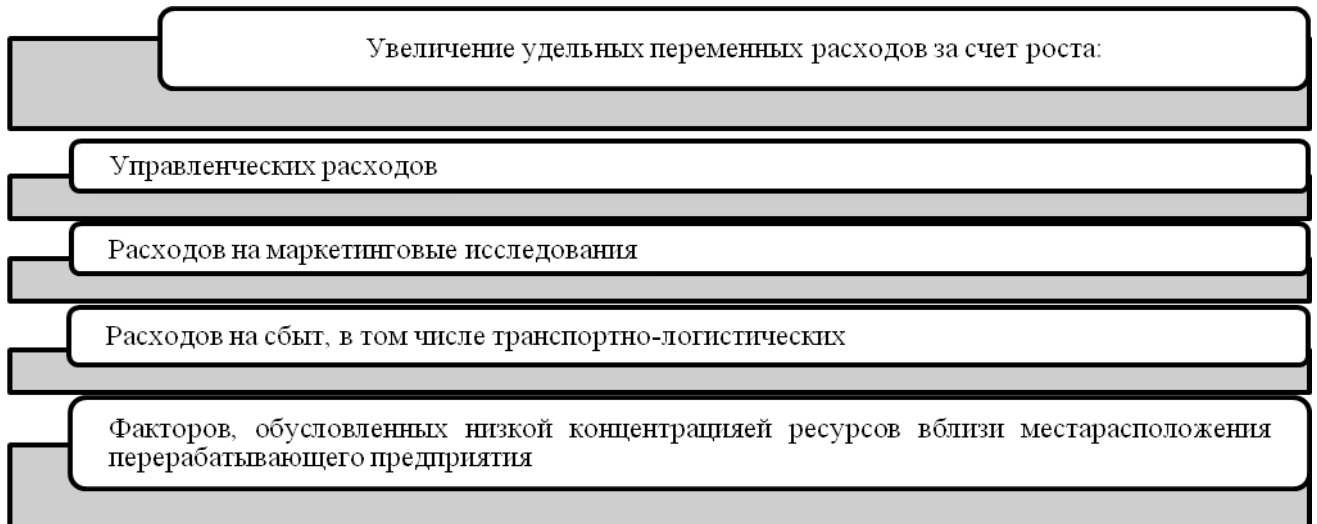 Увеличение удельных переменных расходов за счет роста:
Управленческих расходов
Расходов на маркетинговые исследования
Расходов на сбыт, в том числе транспортно-логистических
Факторов, обусловленных низкой концентрацияей ресурсов вблизи местарасположения
перерабатывающего предприятия